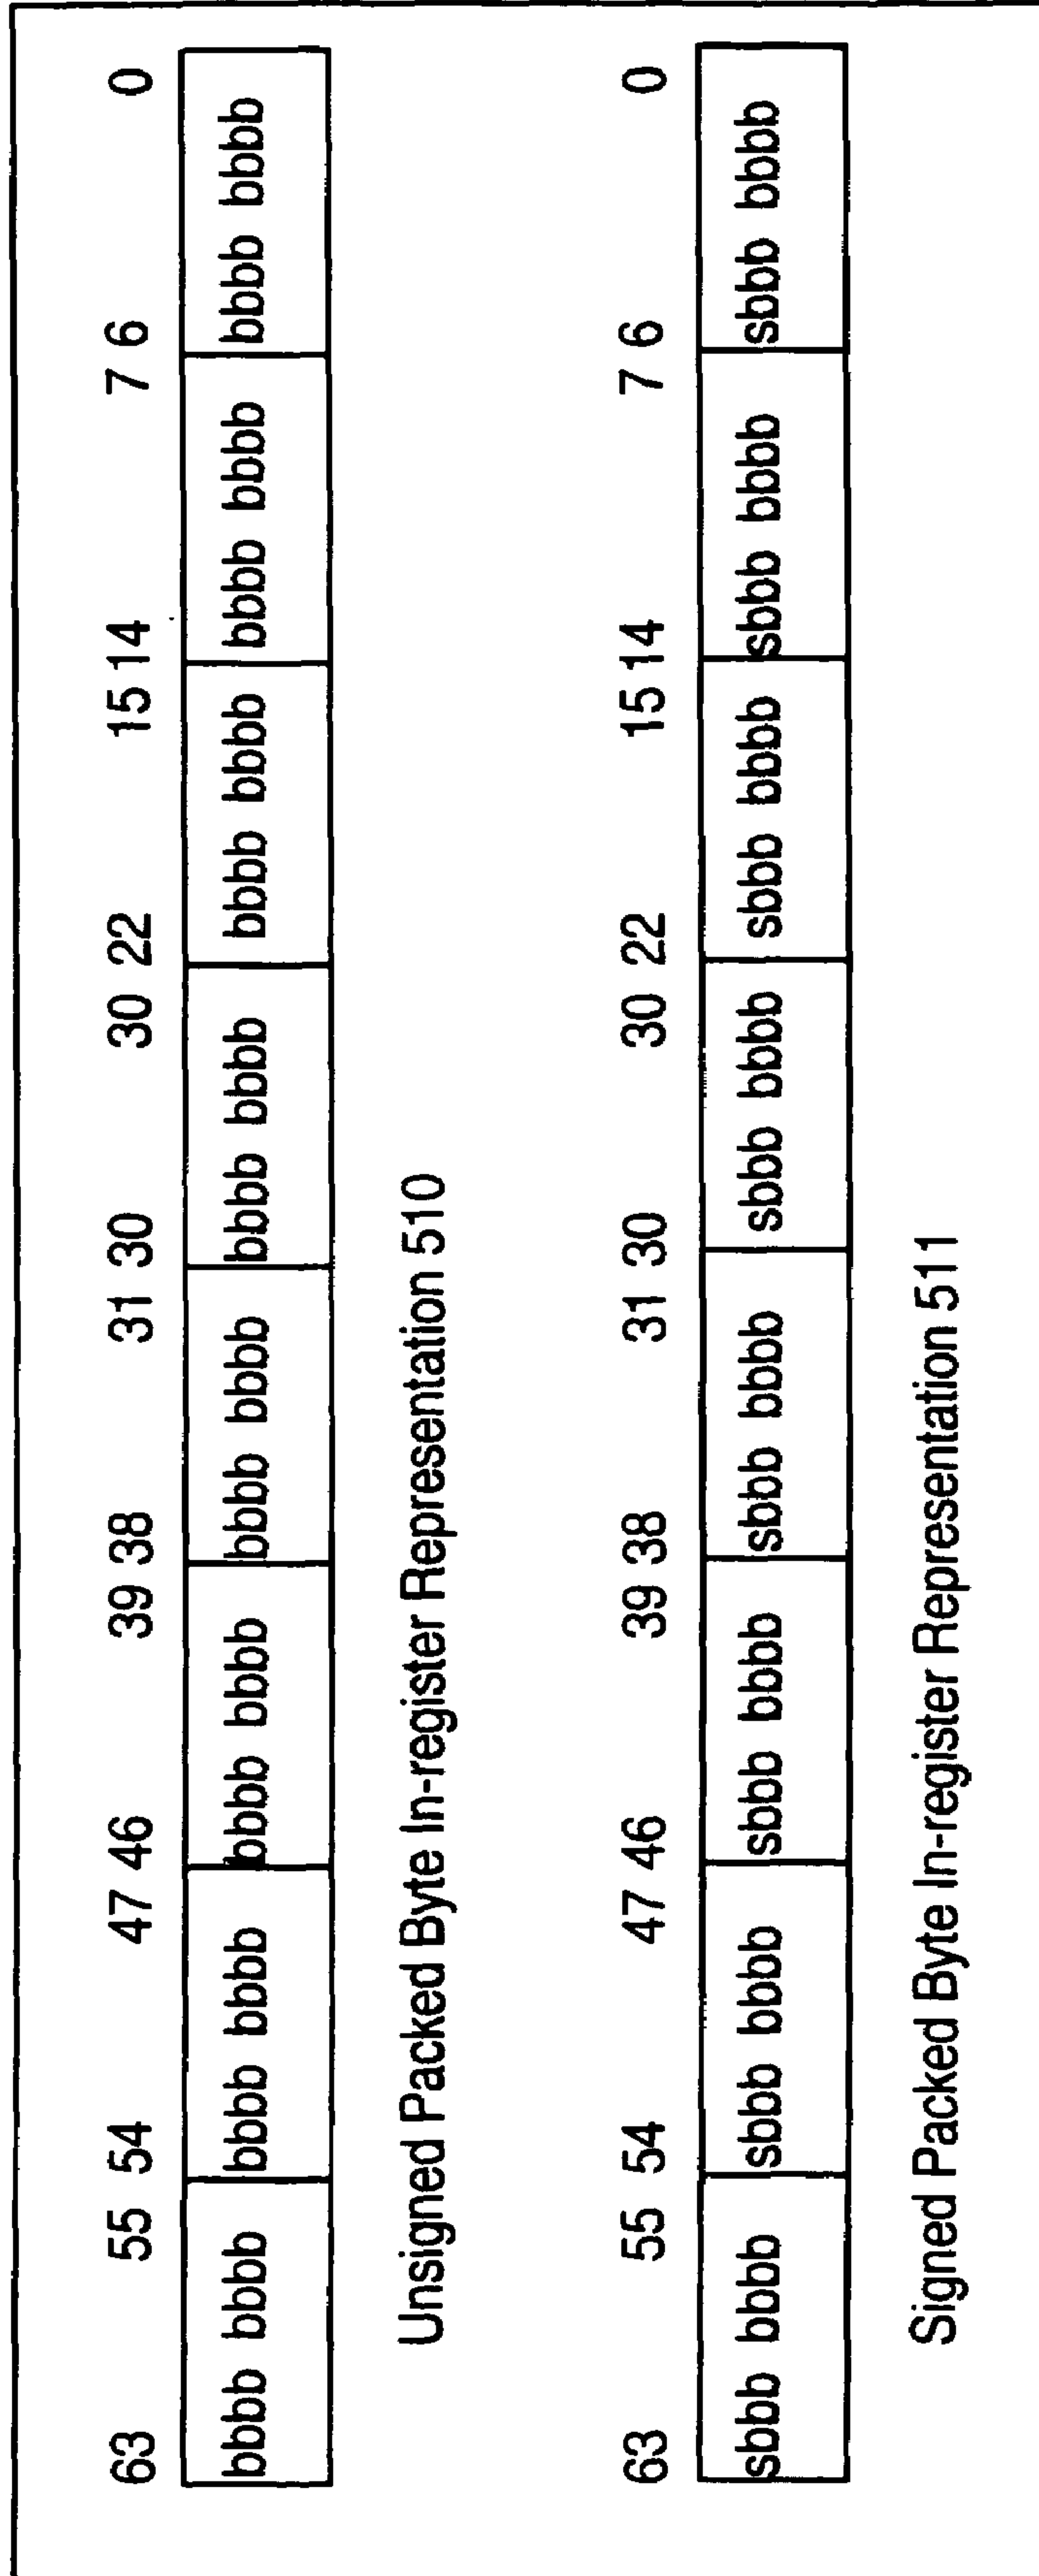 63 55 54 47 46 39 38 31 30 30 22 15 14 7 6 0
bbbb bbbb bbbb bbbb bbbb bbbb bbbb bbbb bbbb bbbb bbbb bbbb bbbb bbbb bbbb bbbb
Unsigned Packed Byte In-register Representation 510
63 55 54 47 46 39 38 31 30 30 22 15 14 7 6 0
sbbb bbbb sbbb bbbb sbbb bbbb sbbb bbbb sbbb bbbb sbbb bbbb sbbb bbbb sbbb bbbb
Signed Packed Byte In-register Representation 511